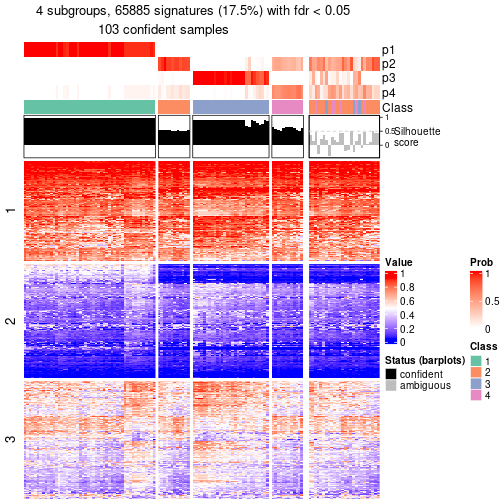 4 subgroups, 65885 signatures (17.5%) with fdr < 0.05
103 confident samples
p1
p2
p3
p4
Class
1
0.5
0
Silhouette
score
1
2
3
Value
1
0.8
0.6
0.4
0.2
0
Prob
1
0.5
0
Status (barplots)
confident
ambiguous
Class
1
2
3
4